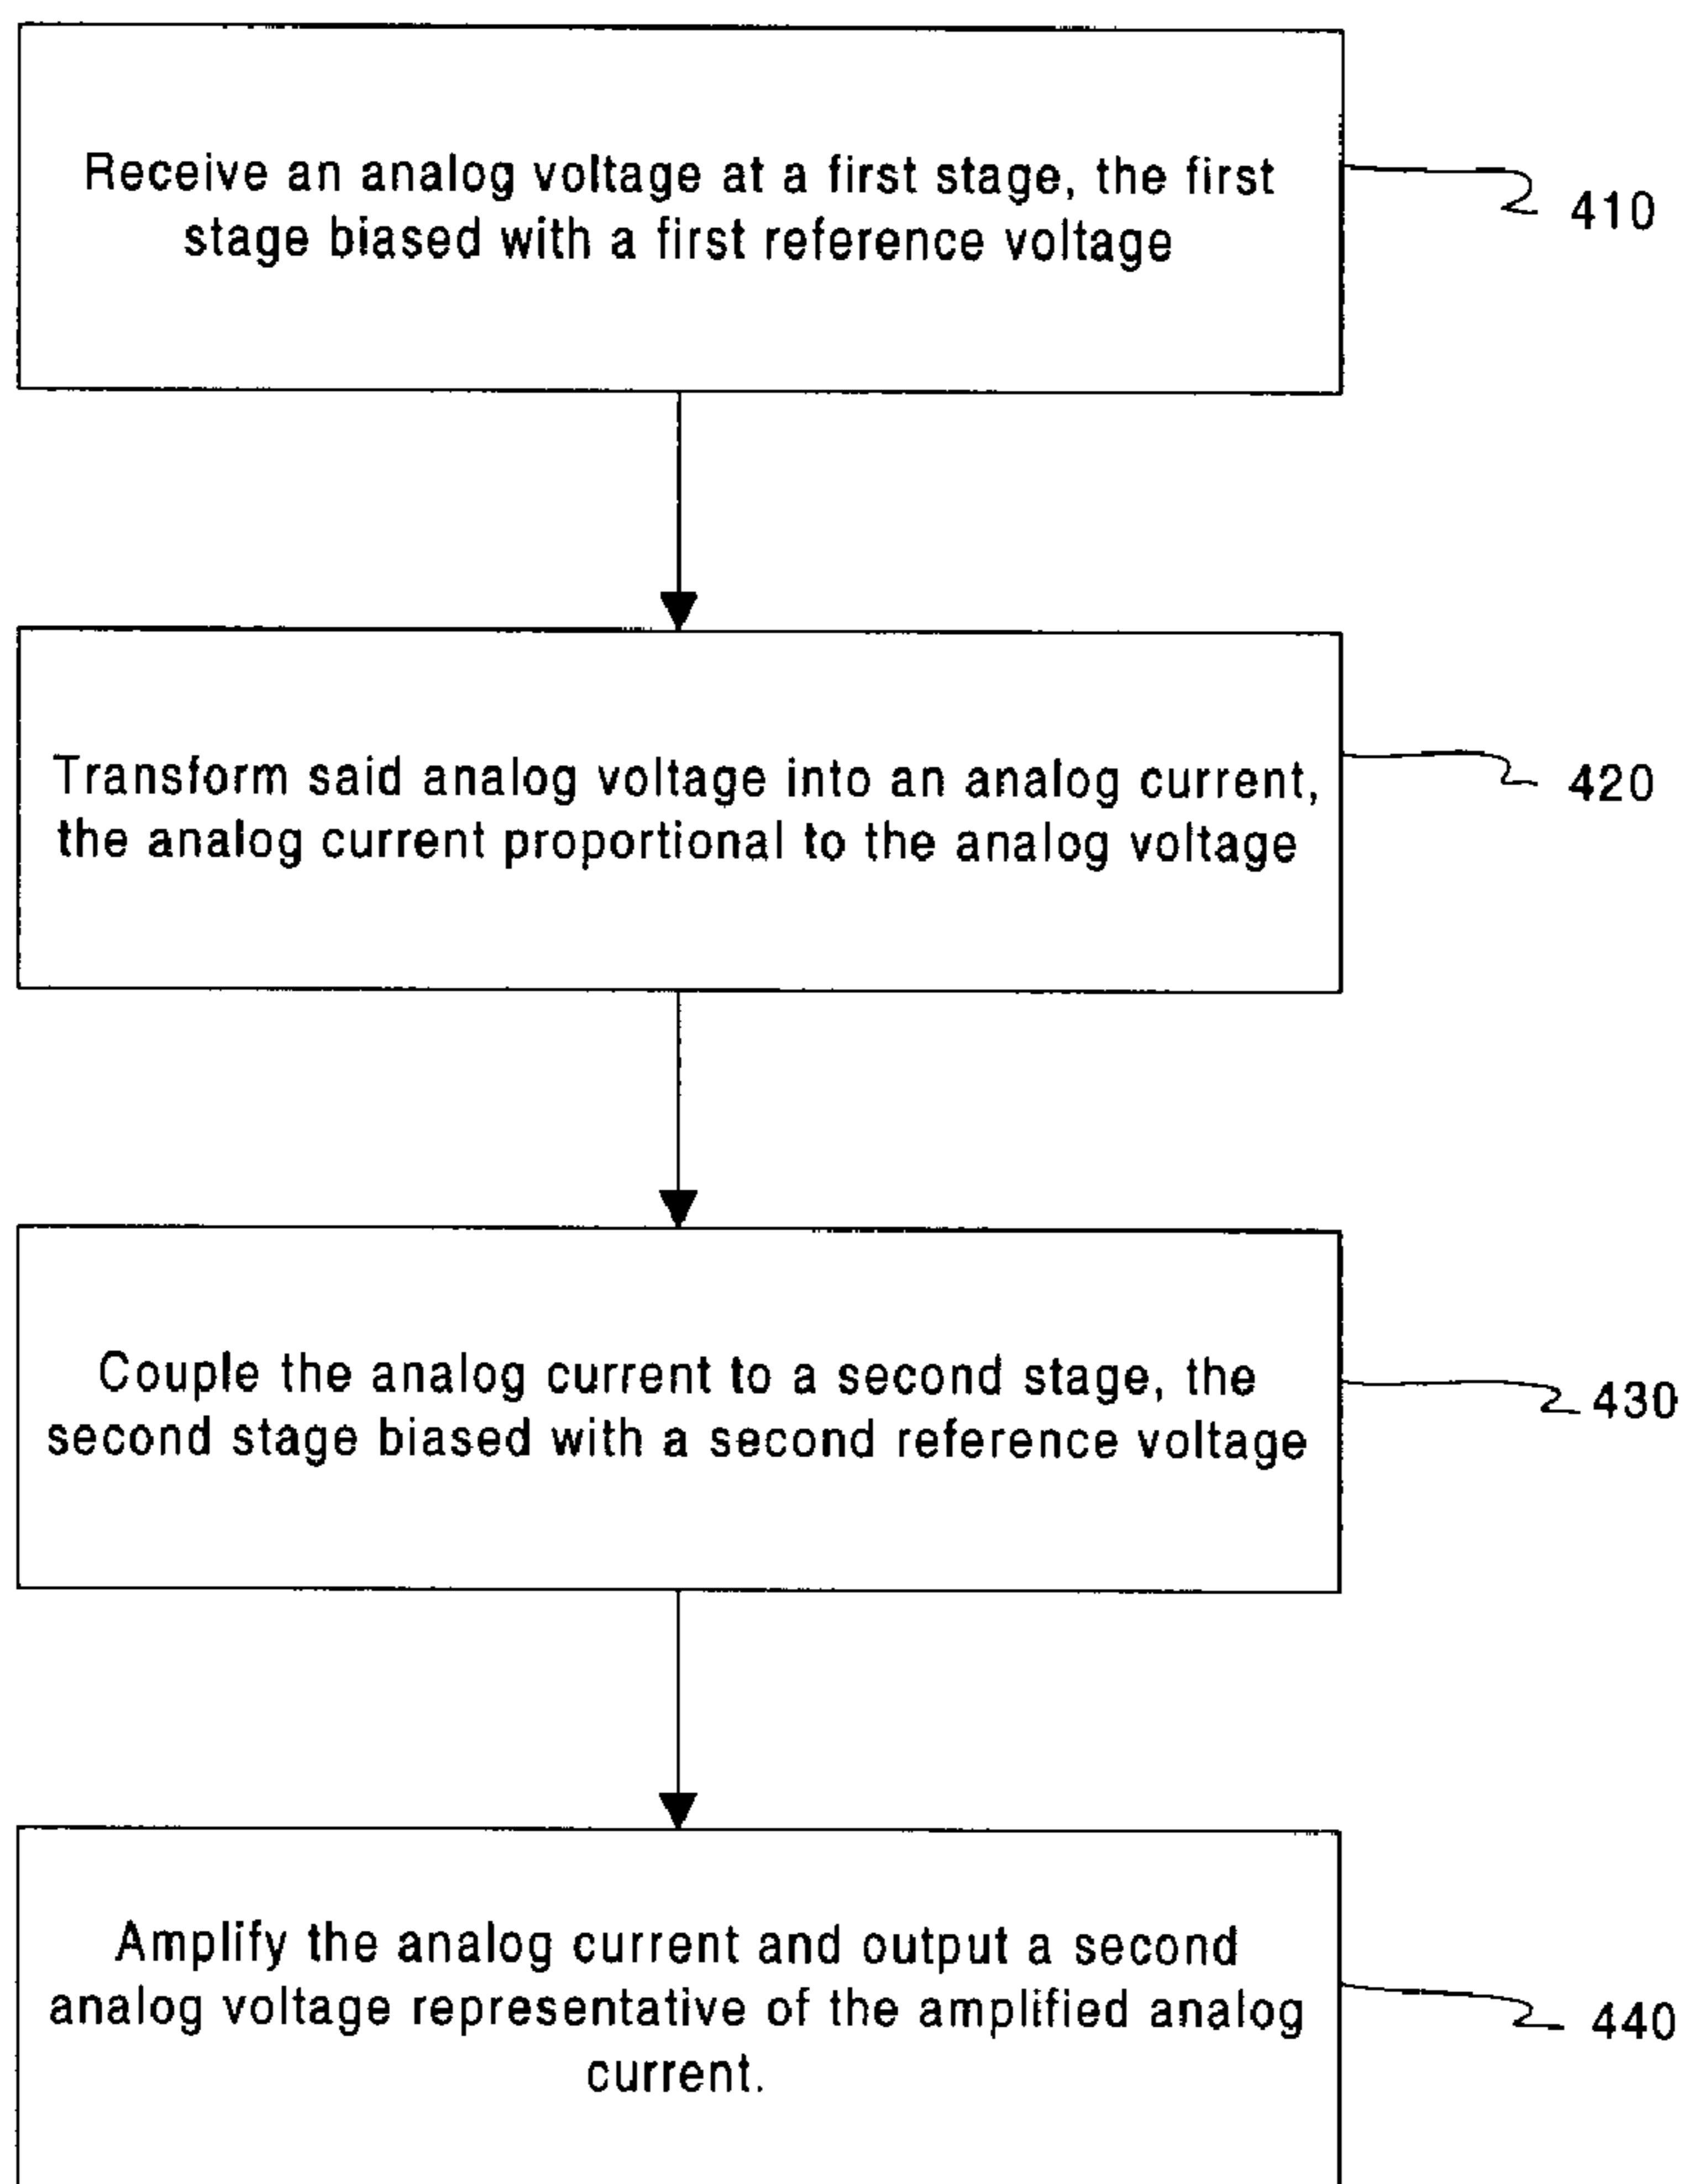 Receive an analog voltage at a first stage, the first
stage biased with a first reference voltage
410
Transform said analog voltage into an analog current,
the analog current proportional to the analog voltage
420
Couple the analog current to a second stage, the
second stage biased with a second reference voltage
430
Amplify the analog current and output a second
analog voltage representative of the amplified analog
current.
440